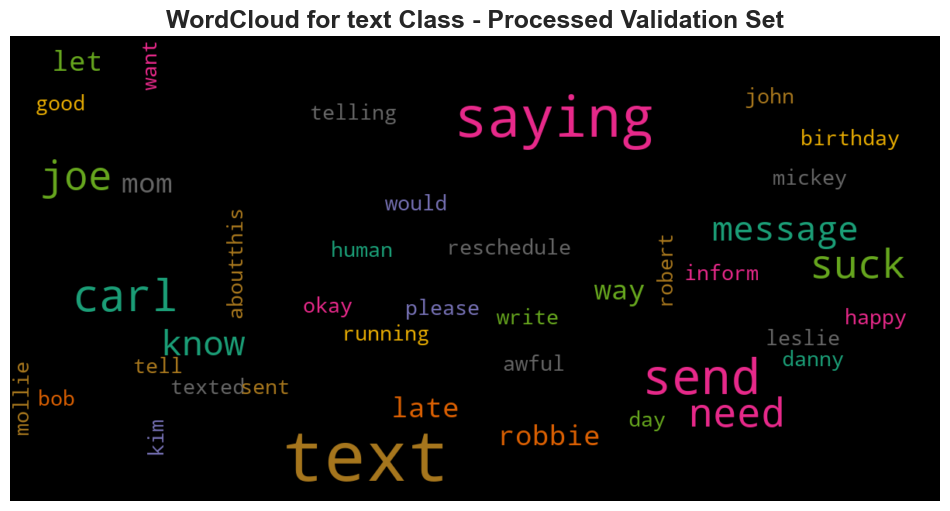 WordCloud for text Class - Processed Validation Set
let
want
good
telling
saying
john
birthday
joe
mom
mickey
would
aboutthis
human
reschedule
message
robert
inform
suck
carl
okay
please
way
write
happy
running
know
leslie
danny
tell
awful
texted
sent
send
mollie
bob
late
need
kim
robbie
day
text